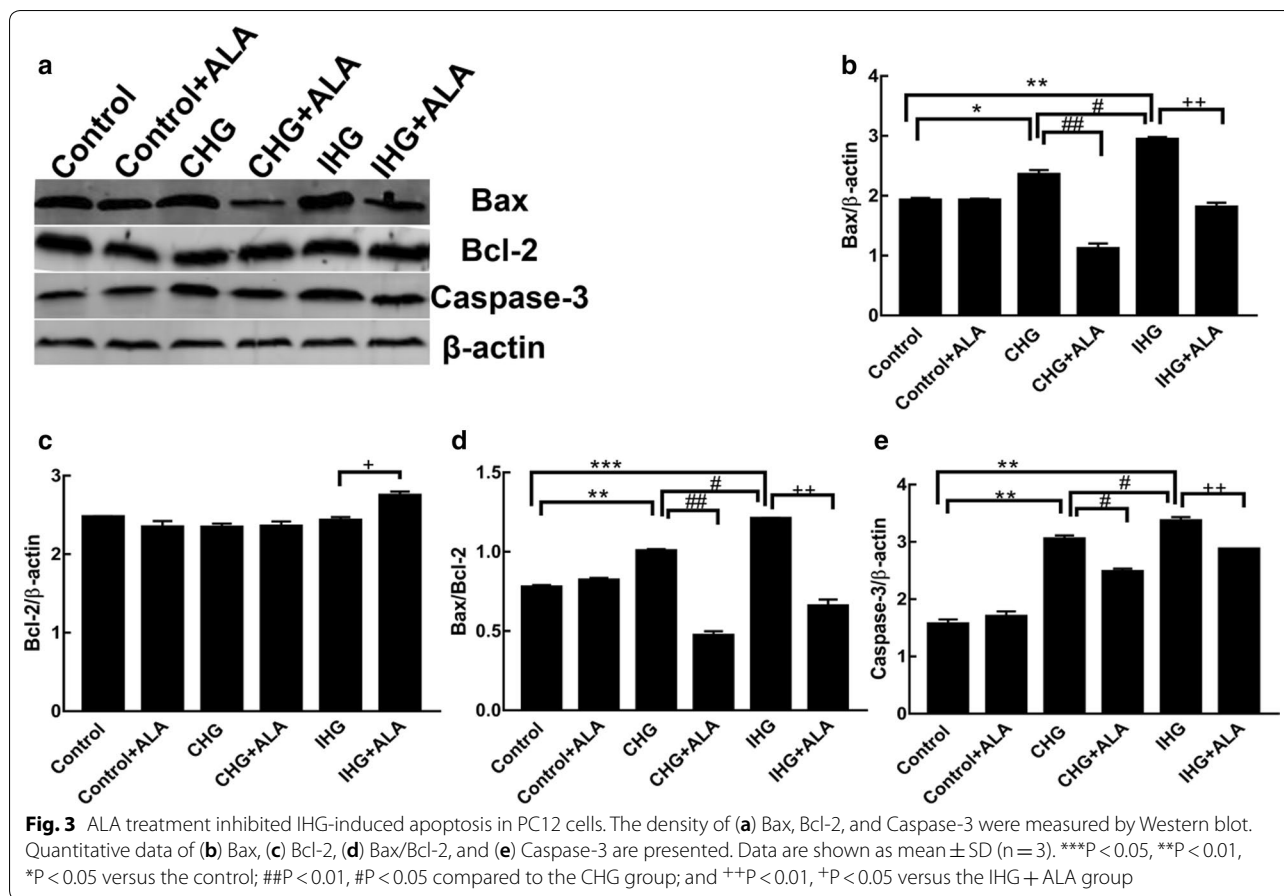 a
Control
Control+ALA
CHG
CHG+ALA
IHG
IHG+ALA
Bax
Bcl-2
Caspase-3
β-actin
b
Bax/β-actin
4
3
2
1
0
**
*
#
##
++
Control
Control+ALA
CHG
CHG+ALA
IHG
IHG+ALA
c
Bcl-2/β-actin
3
2
1
0
+
Control
Control+ALA
CHG
CHG+ALA
IHG
IHG+ALA
d
Bax/Bcl-2
1.5
1.0
0.5
0.0
***
**
#
##
++
Control
Control+ALA
CHG
CHG+ALA
IHG
IHG+ALA
e
Caspase-3/β-actin
4
3
2
1
0
**
**
#
#
++
Control
Control+ALA
CHG
CHG+ALA
IHG
IHG+ALA
Fig. 3 ALA treatment inhibited IHG-induced apoptosis in PC12 cells. The density of (a) Bax, Bcl-2, and Caspase-3 were measured by Western blot.
Quantitative data of (b) Bax, (c) Bcl-2, (d) Bax/Bcl-2, and (e) Caspase-3 are presented. Data are shown as mean ± SD (n = 3). ***P < 0.05, **P < 0.01,
*P < 0.05 versus the control; ##P < 0.01, #P < 0.05 compared to the CHG group; and ++P < 0.01, +P < 0.05 versus the IHG + ALA group